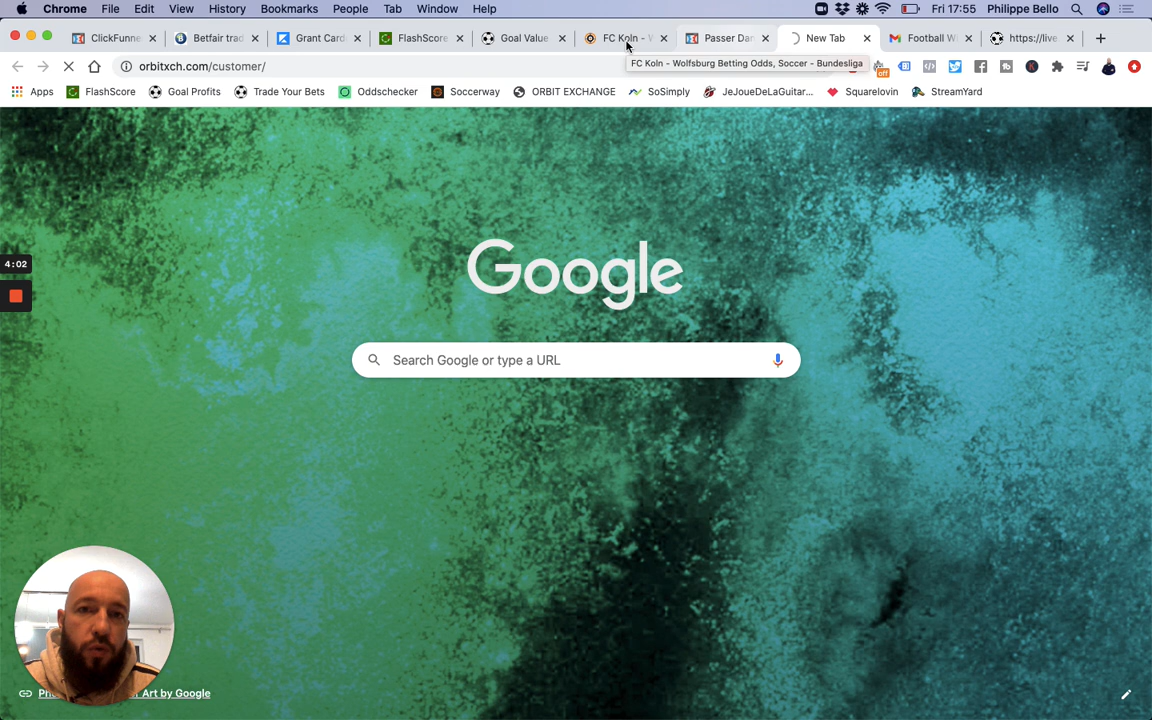 Chrome File Edit View History Bookmarks People Tab Window Help Fri 17:55 Philippe Bello
ClickFunne Betfair trad Grant Card FlashScore Goal Value FC Koln - W Passer Dan New Tab Football W https://live.
orbitxch.com/customer/
FC Koln - Wolfsburg Betting Odds, Soccer - Bundesliga
off
Apps FlashScore Goal Profits Trade Your Bets Oddschecker Soccerway ORBIT EXCHANGE SoSimply JeJoueDeLaGuitar... Squarelovin StreamYard
Google
4:02
Search Google or type a URL
Art by Google